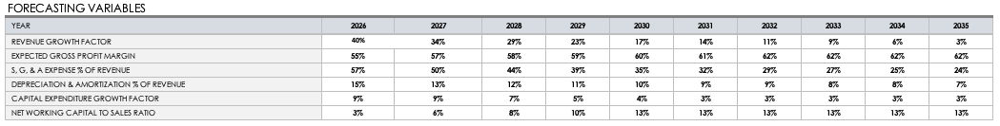 FORECASTING VARIABLES
YEAR 2026 2027 2028 2029 2030 2031 2032 2033 2034 2035
REVENUE GROWTH FACTOR 40% 34% 29% 23% 17% 14% 11% 9% 6% 3%
EXPECTED GROSS PROFIT MARGIN 55% 57% 58% 59% 60% 61% 62% 62% 62% 62%
S, G, & A EXPENSE % OF REVENUE 57% 50% 44% 39% 35% 32% 29% 27% 25% 24%
DEPRECIATION & AMORTIZATION % OF REVENUE 15% 13% 12% 11% 10% 9% 9% 8% 8% 7%
CAPITAL EXPENDITURE GROWTH FACTOR 9% 9% 7% 5% 4% 3% 3% 3% 3% 3%
NET WORKING CAPITAL TO SALES RATIO 3% 6% 8% 10% 13% 13% 13% 13% 13% 13%